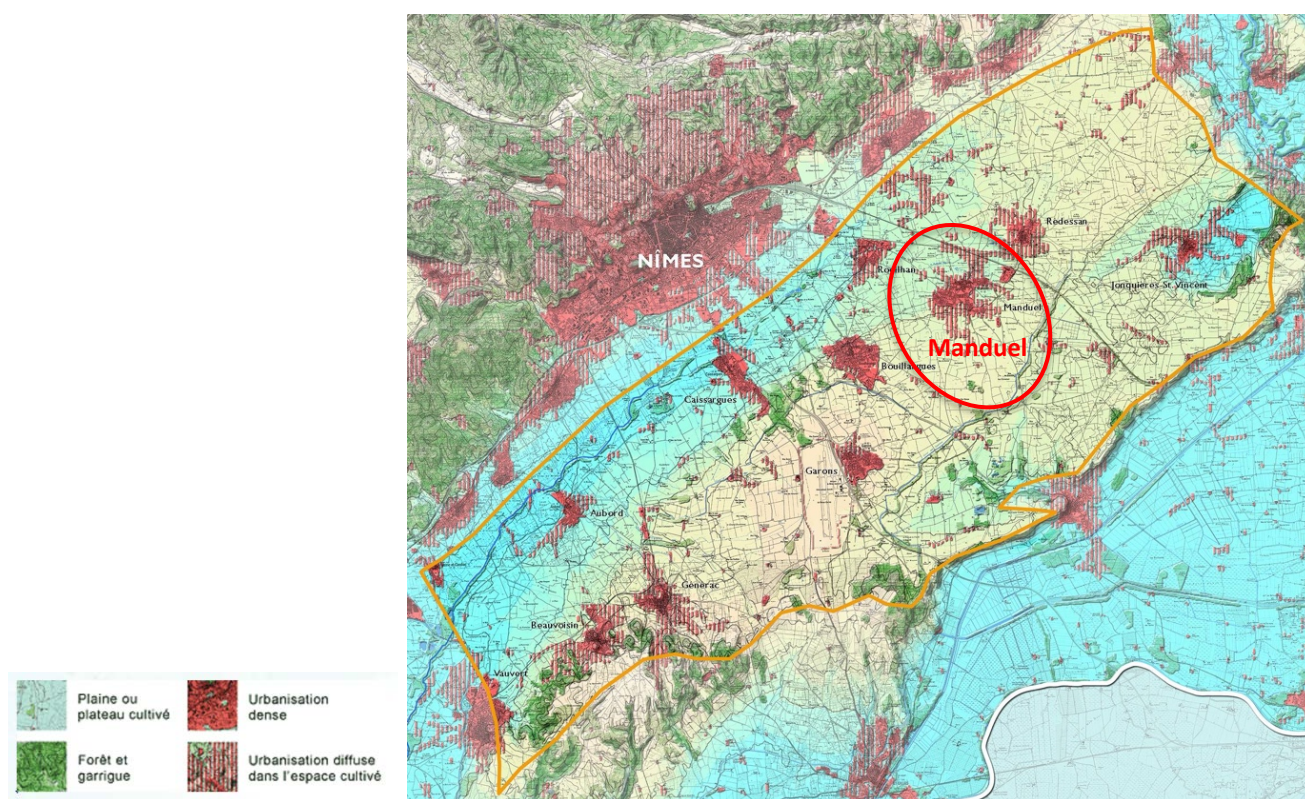 NÎMES
Redessan
Rodilhan
Jonquières-St.Vincent
Manduel
Manduel
Bouillargues
Caissargues
Garons
Aubord
Générac
Beauvoisin
Vauvert
Plaine ou
plateau cultivé
Urbanisation
dense
Forêt et
garrigue
Urbanisation diffuse
dans l'espace cultivé